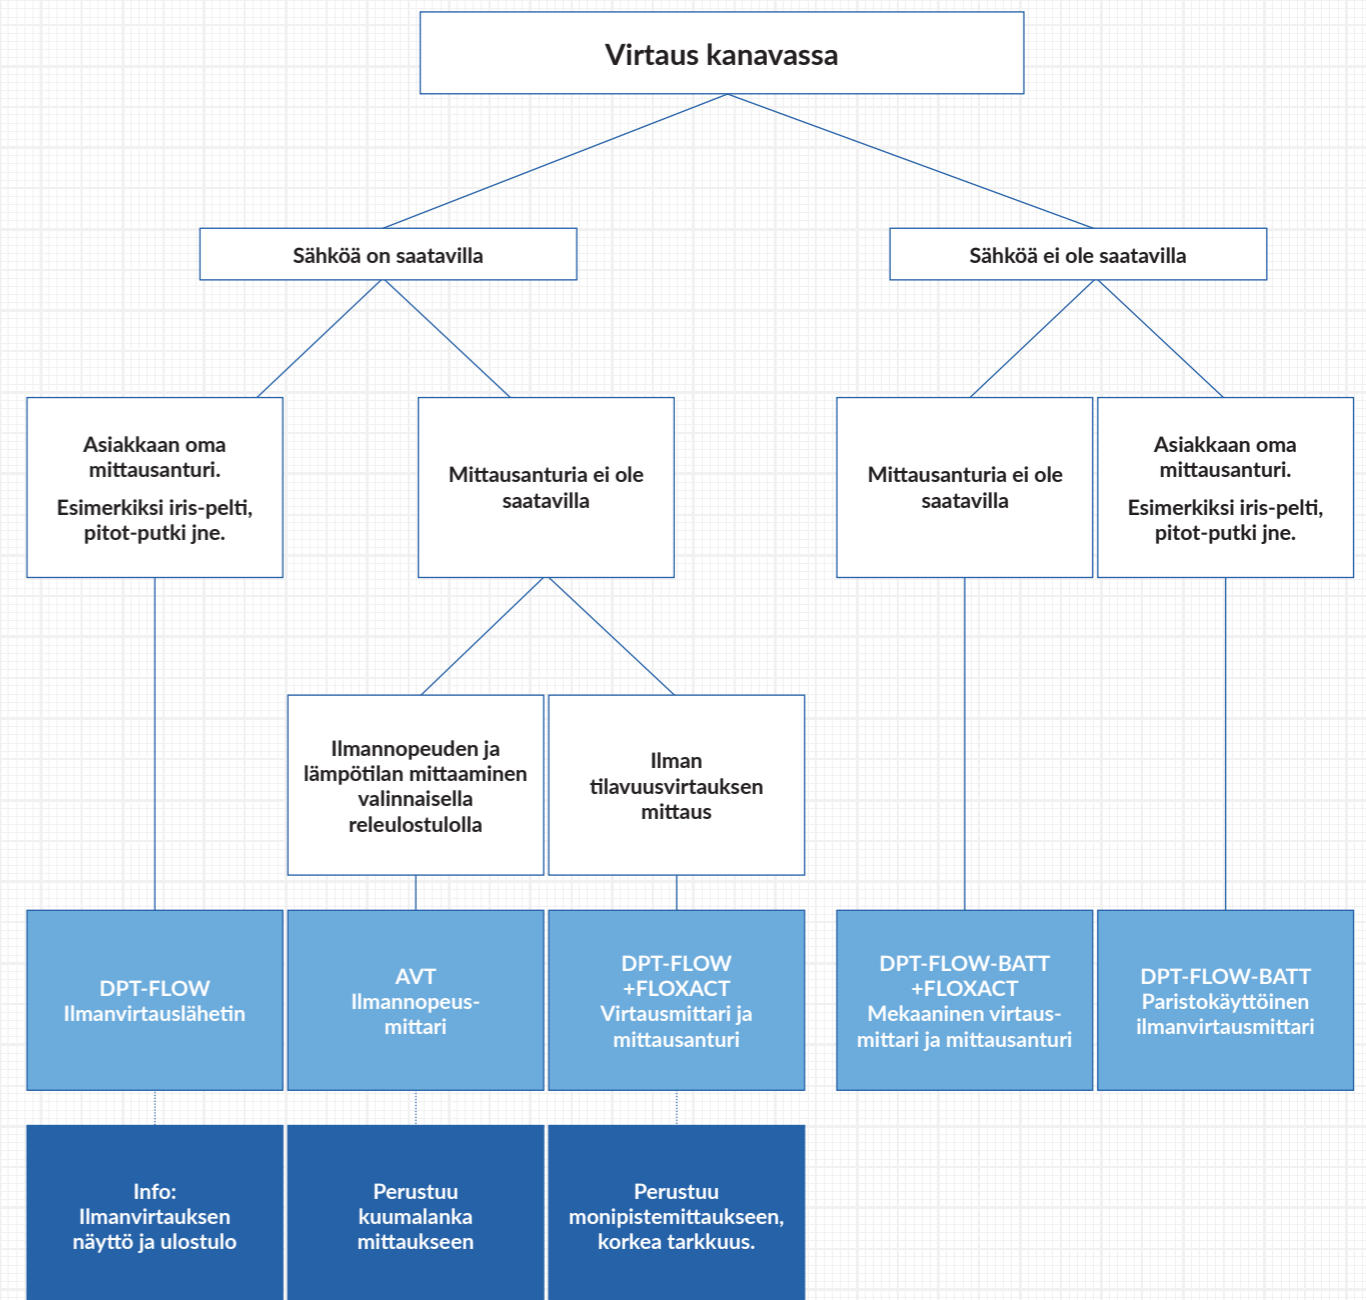 Virtaus kanavassa
Sähköä on saatavilla
Sähköä ei ole saatavilla
Asiakkaan oma
mittausanturi.
Esimerkiksi iris-pelti,
pitot-putki jne.
Mittausanturia ei ole
saatavilla
Mittausanturia ei ole
saatavilla
Asiakkaan oma
mittausanturi.
Esimerkiksi iris-pelti,
pitot-putki jne.
Ilmannopeuden ja
lämpötilan mittaaminen
valinnaisella
releulostulolla
Ilman
tilavuusvirtauksen
mittaus
DPT-FLOW
Ilmanvirtauslähetin
AVT
Ilmannopeus-
mittari
DPT-FLOW
+FLOXACT
Virtausmittari ja
mittausanturi
DPT-FLOW-BATT
+FLOXACT
Mekaaninen virtaus-
mittari ja mittausanturi
DPT-FLOW-BATT
Paristokäyttöinen
ilmanvirtausmittari
Info:
Ilmanvirtauksen
näyttö ja ulostulo
Perustuu
kuumalanka
mittaukseen
Perustuu
monipistemittaukseen,
korkea tarkkuus.